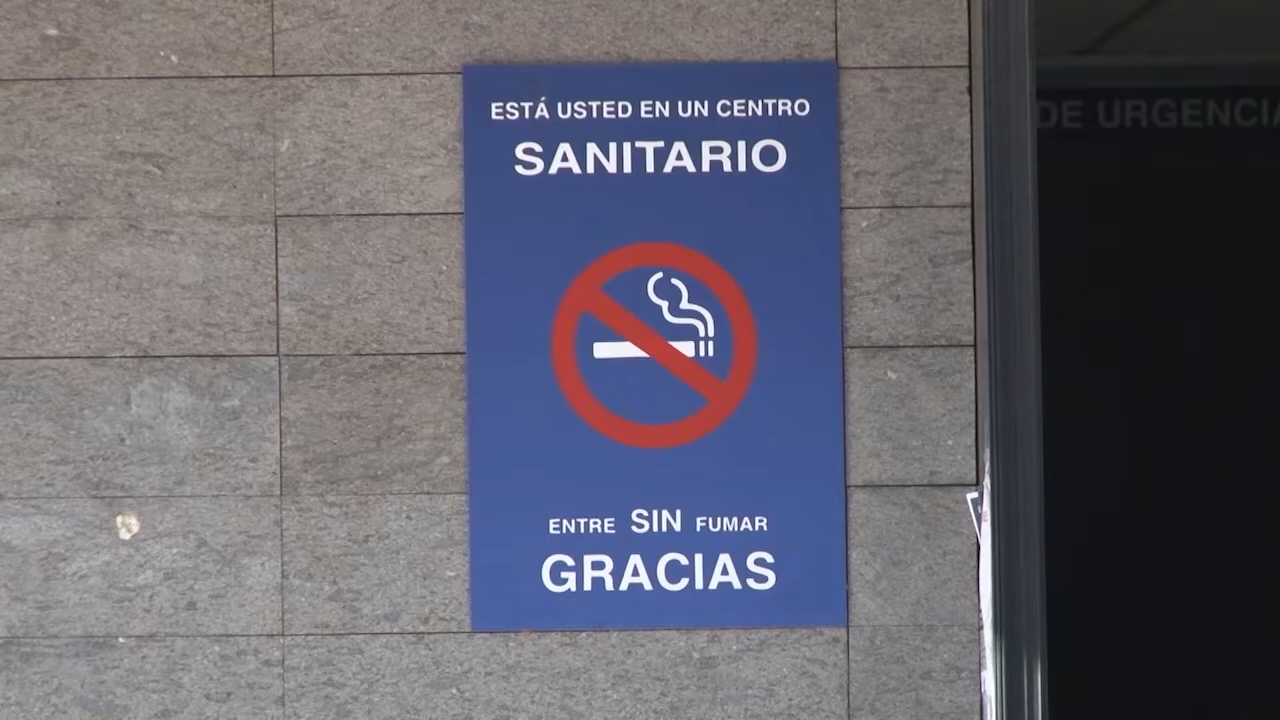 ESTÁ USTED EN UN CENTRO
SANITARIO
ENTRE SIN FUMAR
GRACIAS
DE URGENCIA